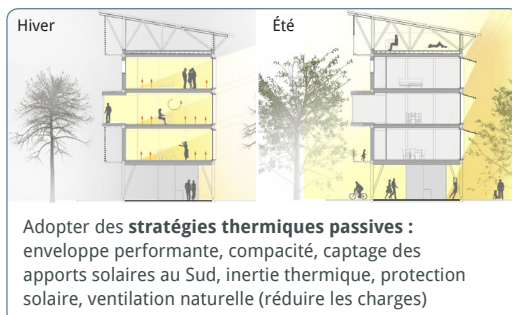 Hiver
Été
Adopter des stratégies thermiques passives :
enveloppe performante, compacité, captage des
apports solaires au Sud, inertie thermique, protection
solaire, ventilation naturelle (réduire les charges)